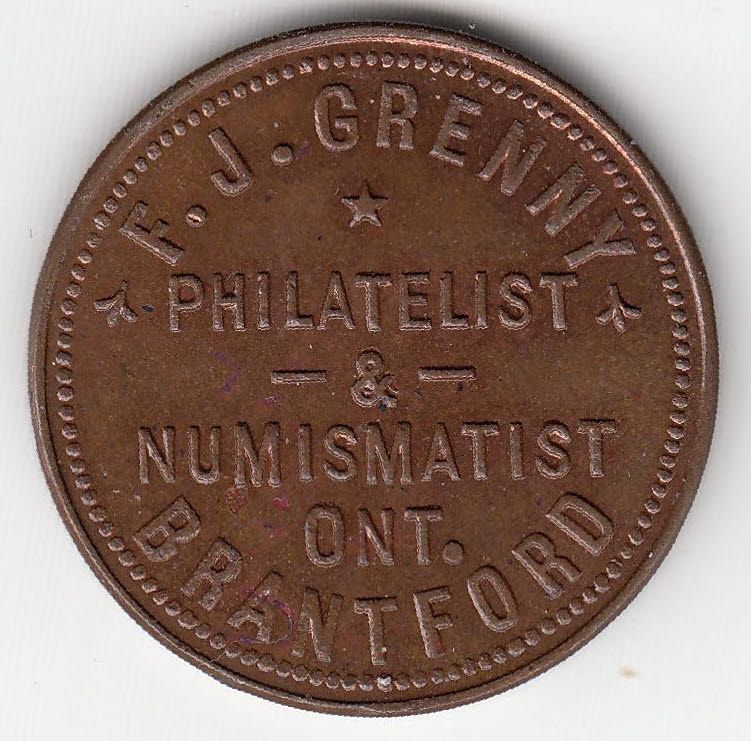 F. J. GRENNY
PHILATELIST
- & -
NUMISMATIST
ONT.
BRANTFORD